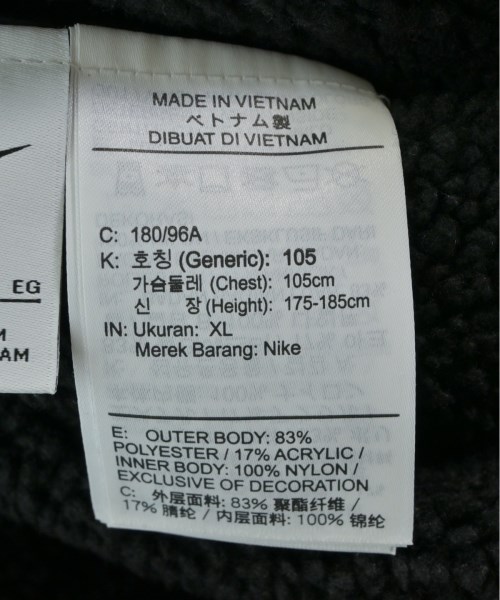 MADE IN VIETNAM
ベトナム製
DIBUAT DI VIETNAM
C: 180/96A
K: 호칭 (Generic): 105
가슴둘레 (Chest): 105cm
신 장 (Height): 175-185cm
IN: Ukuran: XL
Merek Barang: Nike
E: OUTER BODY: 83%
POLYESTER / 17% ACRYLIC /
INNER BODY: 100% NYLON /
EXCLUSIVE OF DECORATION
C: 外层面料: 83% 聚酯纤维 /
17% 腈纶 / 内层面料: 100% 锦纶
EG
M
AM